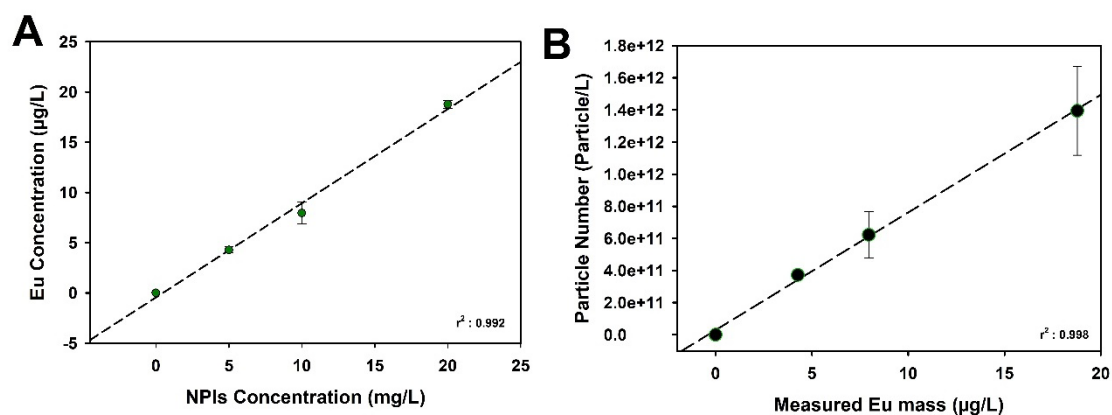 A
Eu Concentration (µg/L)
25
20
15
10
5
0
-5
0 5 10 15 20 25
NPIs Concentration (mg/L)
r² : 0.992
B
Particle Number (Particle/L)
1.8e+12
1.6e+12
1.4e+12
1.2e+12
1.0e+12
8.0e+11
6.0e+11
4.0e+11
2.0e+11
0.0
0 5 10 15 20
Measured Eu mass (µg/L)
r² : 0.998